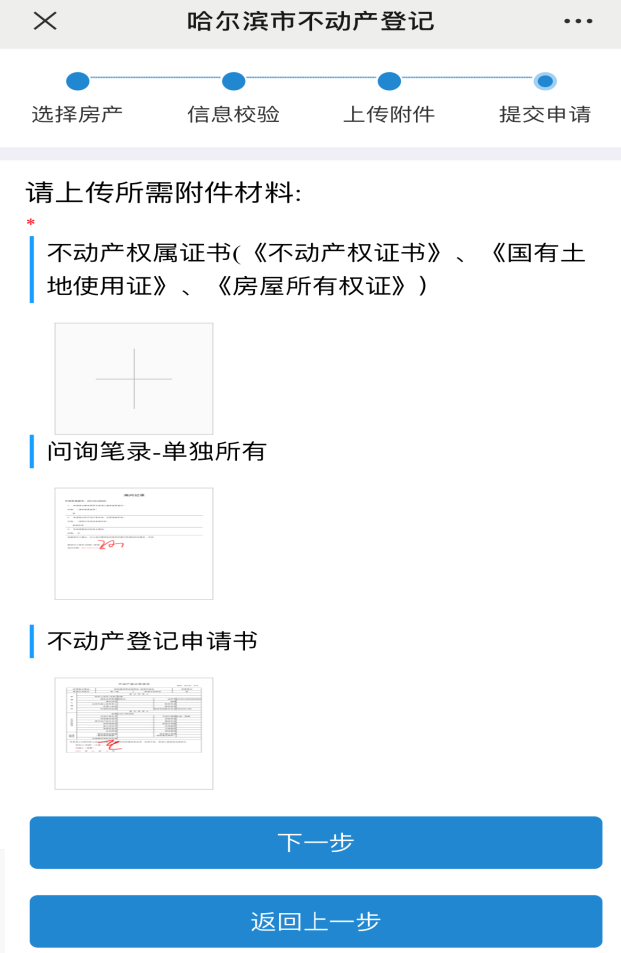 哈尔滨市不动产登记
选择房产
信息校验
上传附件
提交申请
请上传所需附件材料:
*
不动产权属证书(《不动产权证书》、《国有土
地使用证》、《房屋所有权证》)
问询笔录-单独所有
不动产登记申请书
下一步
返回上一步